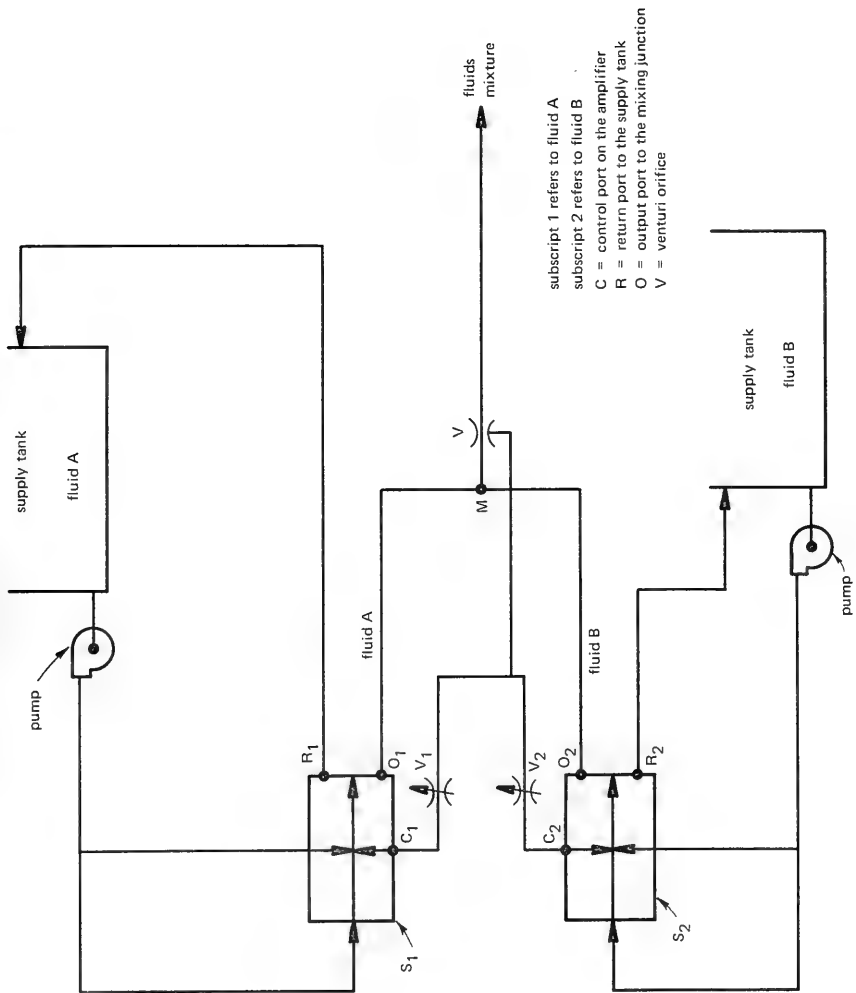 supply tank
fluid A
pump
R₁
fluid A
O₁
V₁
C₁
S₁
M
V
fluids
mixture
subscript 1 refers to fluid A
subscript 2 refers to fluid B
C = control port on the amplifier
R = return port to the supply tank
O = output port to the mixing junction
V = venturi orifice
V₂
C₂
O₂
fluid B
R₂
S₂
supply tank
fluid B
pump